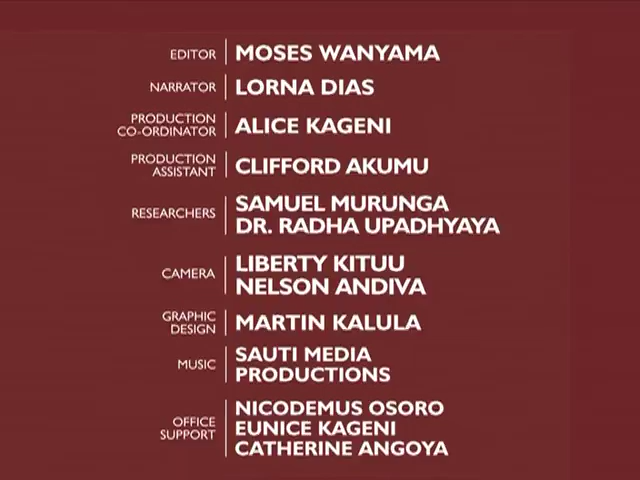 EDITOR MOSES WANYAMA
NARRATOR LORNA DIAS
PRODUCTION
CO-ORDINATOR ALICE KAGENI
PRODUCTION
ASSISTANT CLIFFORD AKUMU
RESEARCHERS SAMUEL MURUNGA
DR. RADHA UPADHYAYA
CAMERA LIBERTY KITUU
NELSON ANDIVA
GRAPHIC
DESIGN MARTIN KALULA
MUSIC SAUTI MEDIA
PRODUCTIONS
OFFICE
SUPPORT NICODEMUS OSORO
EUNICE KAGENI
CATHERINE ANGOYA